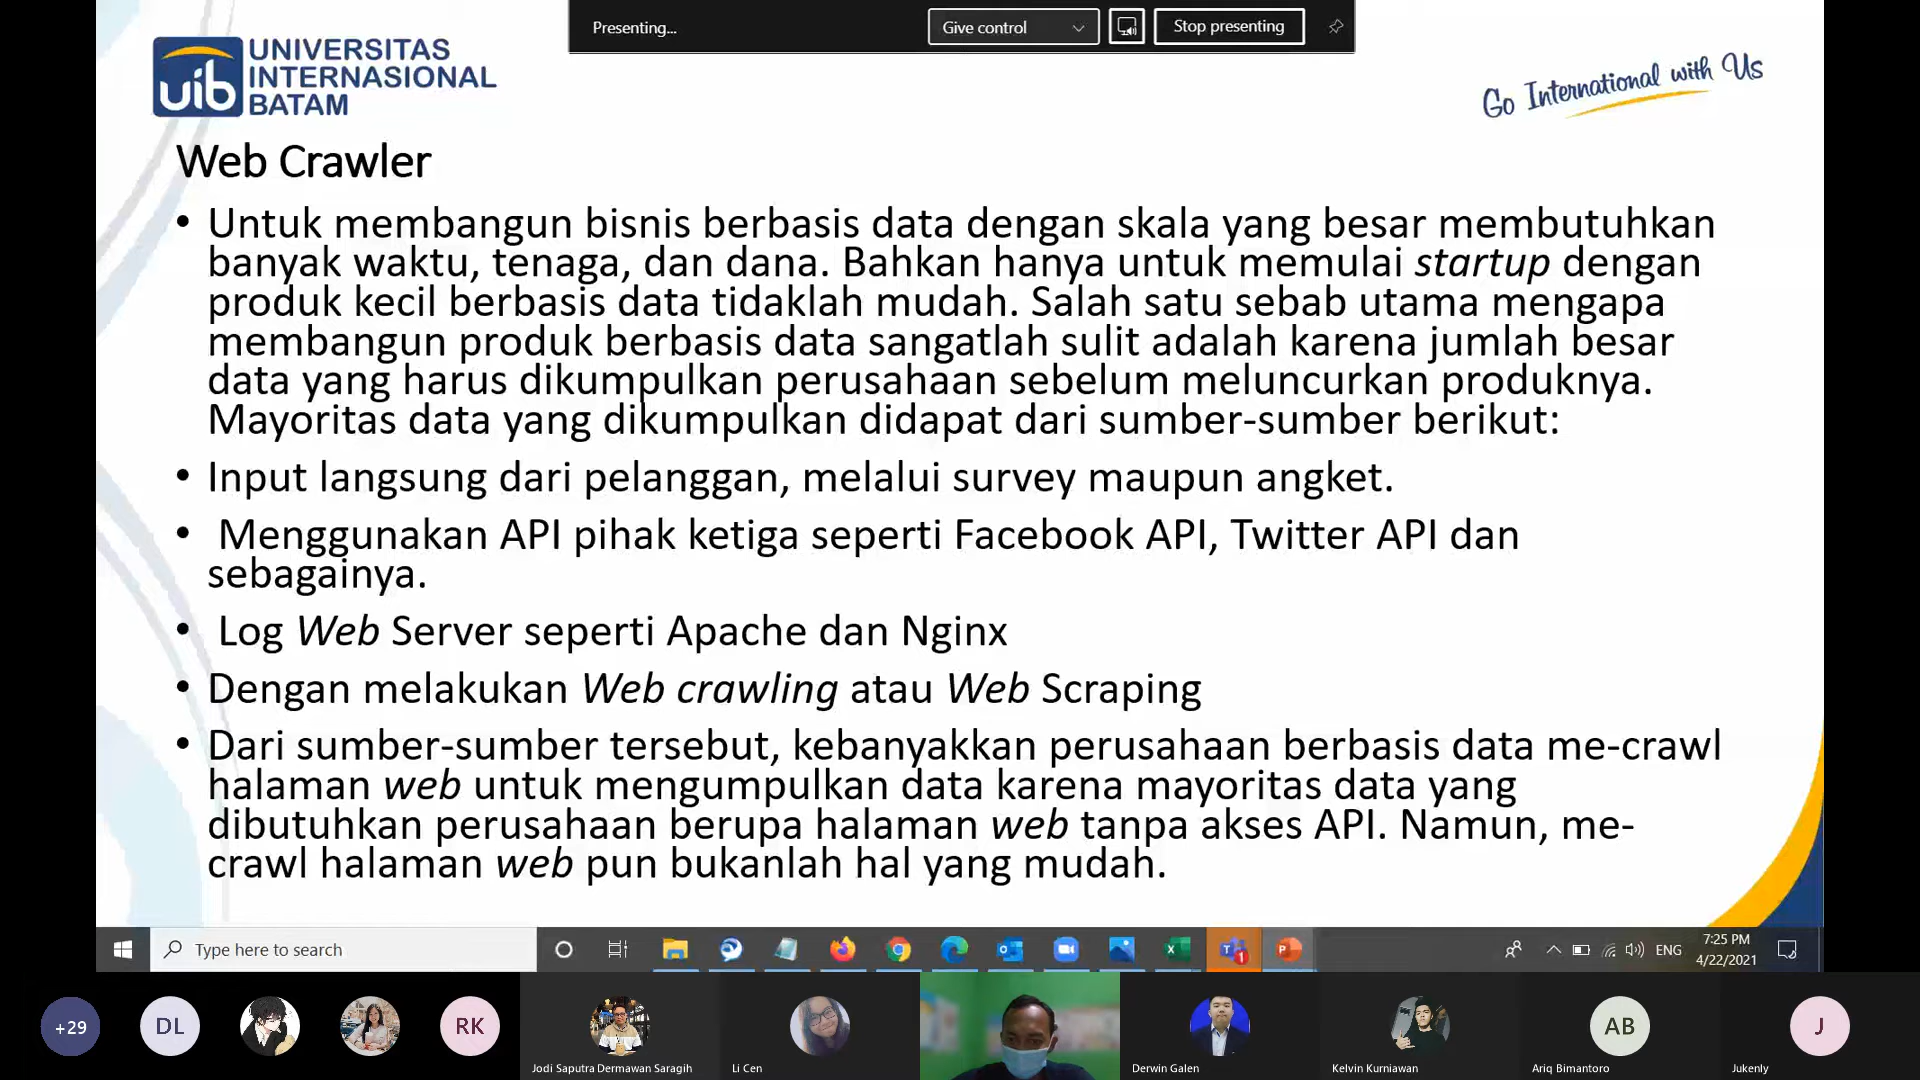 Presenting...
Give control
Stop presenting
uib
UNIVERSITAS
INTERNASIONAL
BATAM
Go International with Us
Web Crawler
• Untuk membangun bisnis berbasis data dengan skala yang besar membutuhkan
banyak waktu, tenaga, dan dana. Bahkan hanya untuk memulai startup dengan
produk kecil berbasis data tidaklah mudah. Salah satu sebab utama mengapa
membangun produk berbasis data sangatlah sulit adalah karena jumlah besar
data yang harus dikumpulkan perusahaan sebelum meluncurkan produknya.
Mayoritas data yang dikumpulkan didapat dari sumber-sumber berikut:
• Input langsung dari pelanggan, melalui survey maupun angket.
• Menggunakan API pihak ketiga seperti Facebook API, Twitter API dan
sebagainya.
• Log Web Server seperti Apache dan Nginx
• Dengan melakukan Web crawling atau Web Scraping
• Dari sumber-sumber tersebut, kebanyakkan perusahaan berbasis data me-crawl
halaman web untuk mengumpulkan data karena mayoritas data yang
dibutuhkan perusahaan berupa halaman web tanpa akses API. Namun, me-
crawl halaman web pun bukanlah hal yang mudah.
Type here to search
ENG
7:25 PM
4/22/2021
+29
DL
RK
AB
J
Jodi Saputra Dermawan Saragih
Li Cen
Derwin Galen
Kelvin Kurniawan
Ariq Bimantoro
Jukenly